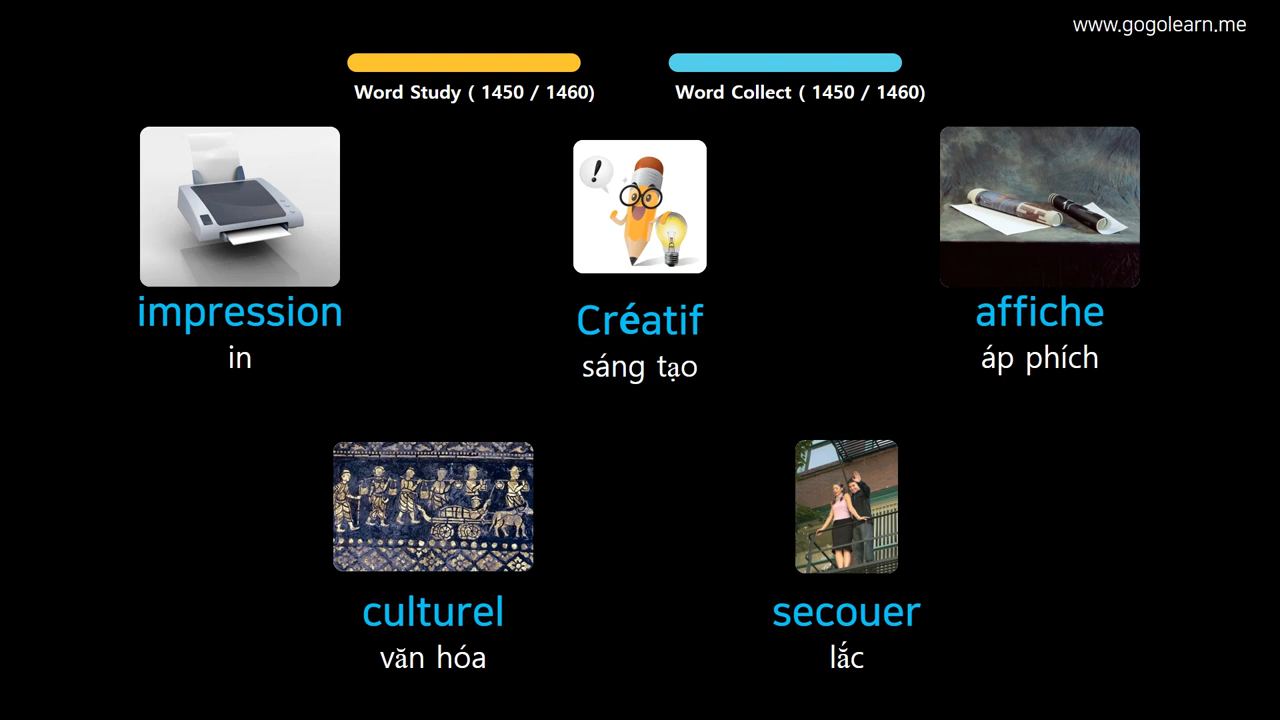 www.gogolearn.me
Word Study ( 1450 / 1460)
Word Collect ( 1450 / 1460)
impression
in
Créatif
sáng tạo
affiche
áp phích
culturel
văn hóa
secouer
lắc